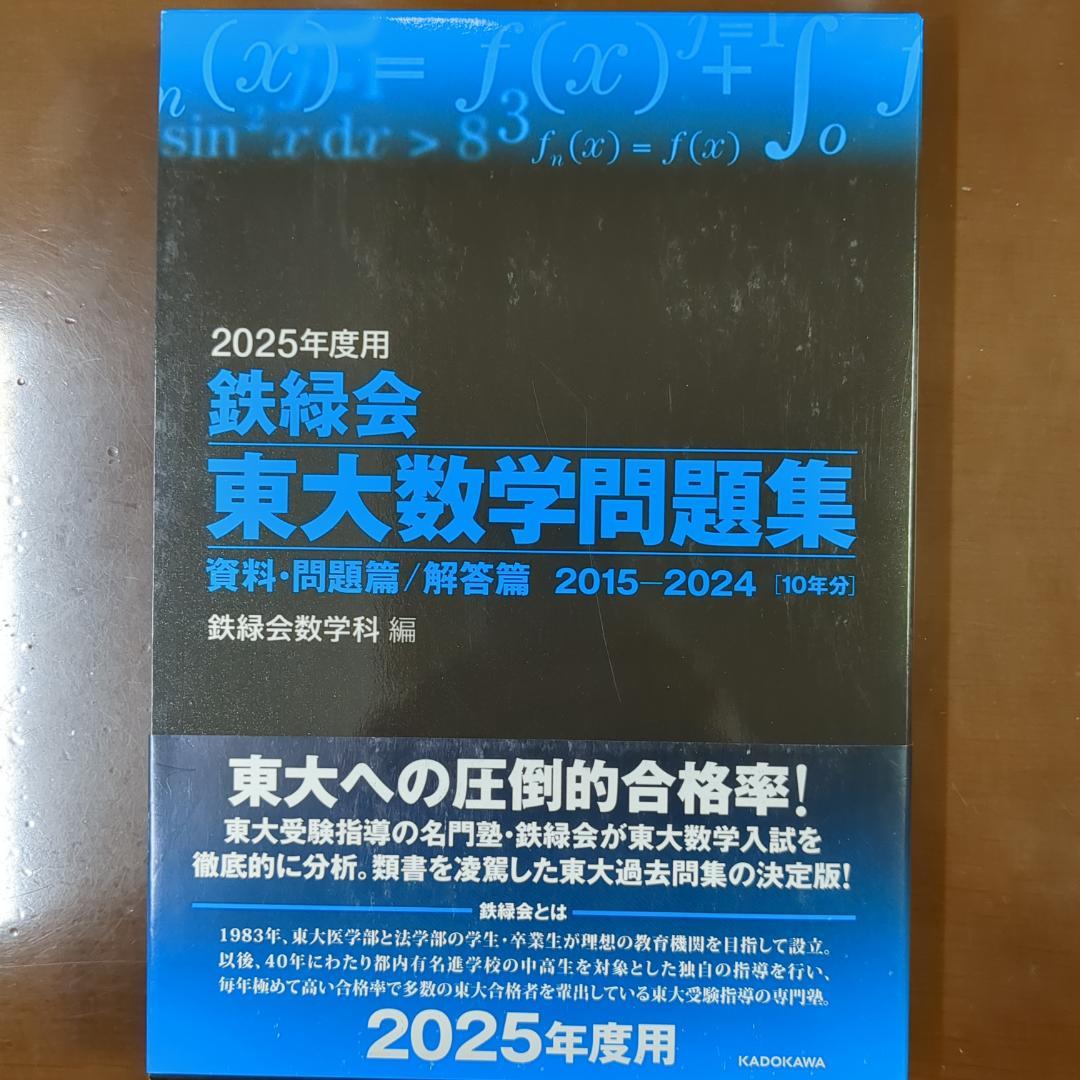 n(x) = f(x) + ∫ f
j=1
sin² x dx > 8³
fn(x) = f(x)
0
2025年度用
鉄緑会
東大数学問題集
資料・問題篇/解答篇 2015―2024 [10年分]
鉄緑会数学科 編
東大への圧倒的合格率!
東大受験指導の名門塾・鉄緑会が東大数学入試を
徹底的に分析。類書を凌駕した東大過去問集の決定版!
鉄緑会とは
1983年、東大医学部と法学部の学生・卒業生が理想の教育機関を目指して設立。
以後、40年にわたり都内有名進学校の中高生を対象とした独自の指導を行い、
毎年極めて高い合格率で多数の東大合格者を輩出している東大受験指導の専門塾。
2025年度用
KADOKAWA